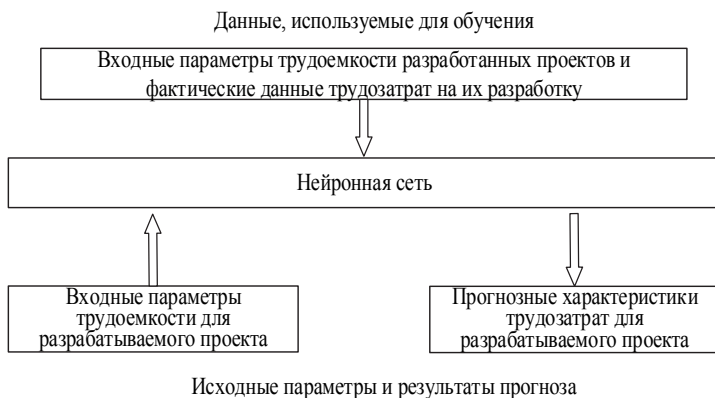 Данные, используемые для обучения
Входные параметры трудоемкости разработанных проектов и
фактические данные трудозатрат на их разработку
Нейронная сеть
Входные параметры
трудоемкости для
разрабатываемого проекта
Прогнозные характеристики
трудозатрат для
разрабатываемого проекта
Исходные параметры и результаты прогноза